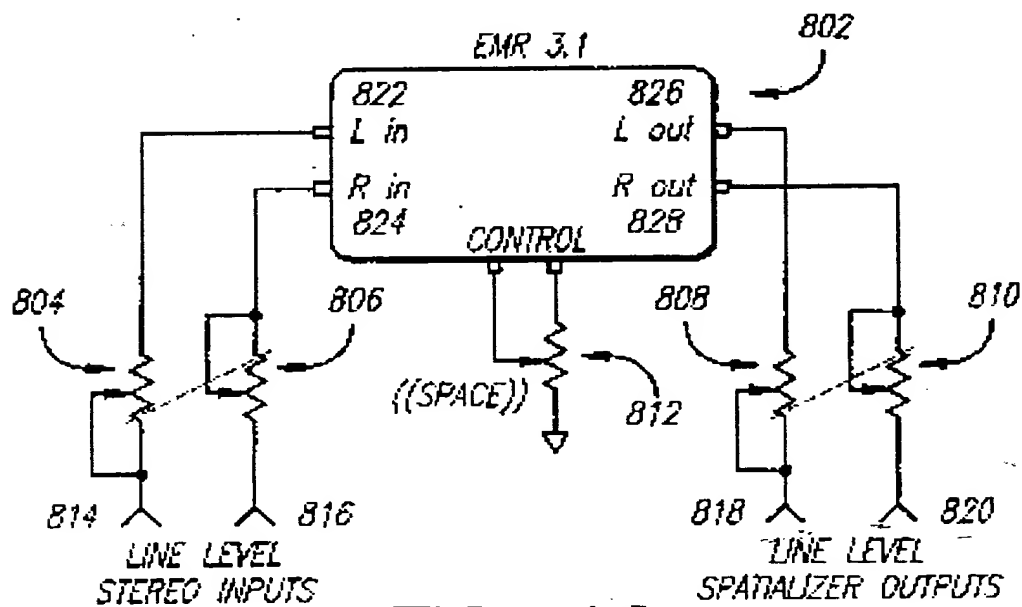 802
EMR 3.1
822
826
L in
L out
R in
R out
824
828
CONTROL
804
806
808
810
((SPACE))
812
814
816
818
820
LINE LEVEL
STEREO INPUTS
LINE LEVEL
SPATIALIZER OUTPUTS